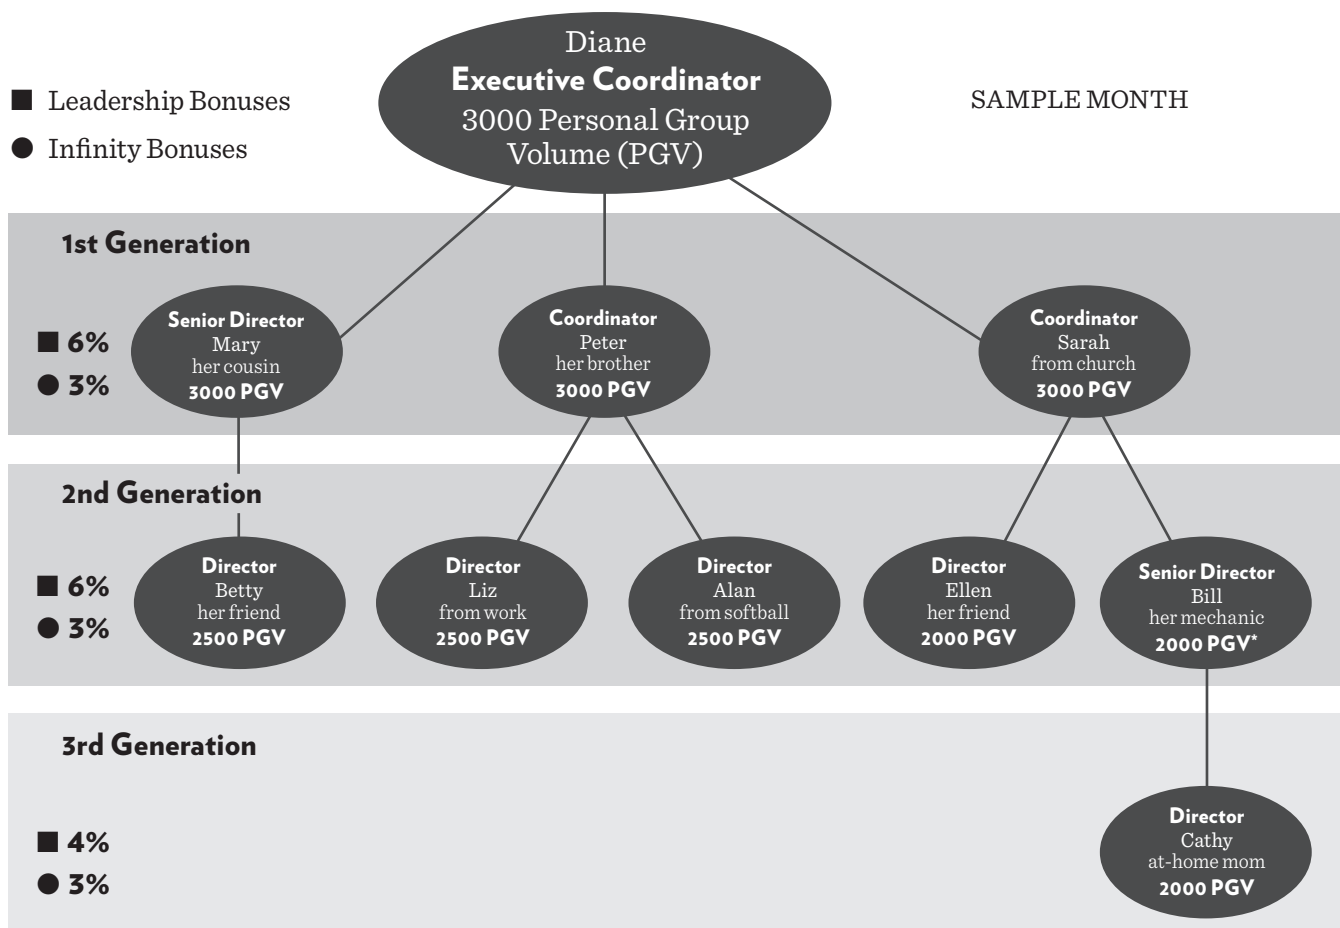 Diane
Executive Coordinator
3000 Personal Group
Volume (PGV)
■ Leadership Bonuses
● Infinity Bonuses
SAMPLE MONTH
1st Generation
■ 6%
● 3%
Senior Director
Mary
her cousin
3000 PGV
Coordinator
Peter
her brother
3000 PGV
Coordinator
Sarah
from church
3000 PGV
2nd Generation
■ 6%
● 3%
Director
Betty
her friend
2500 PGV
Director
Liz
from work
2500 PGV
Director
Alan
from softball
2500 PGV
Director
Ellen
her friend
2000 PGV
Senior Director
Bill
her mechanic
2000 PGV*
3rd Generation
■ 4%
● 3%
Director
Cathy
at-home mom
2000 PGV